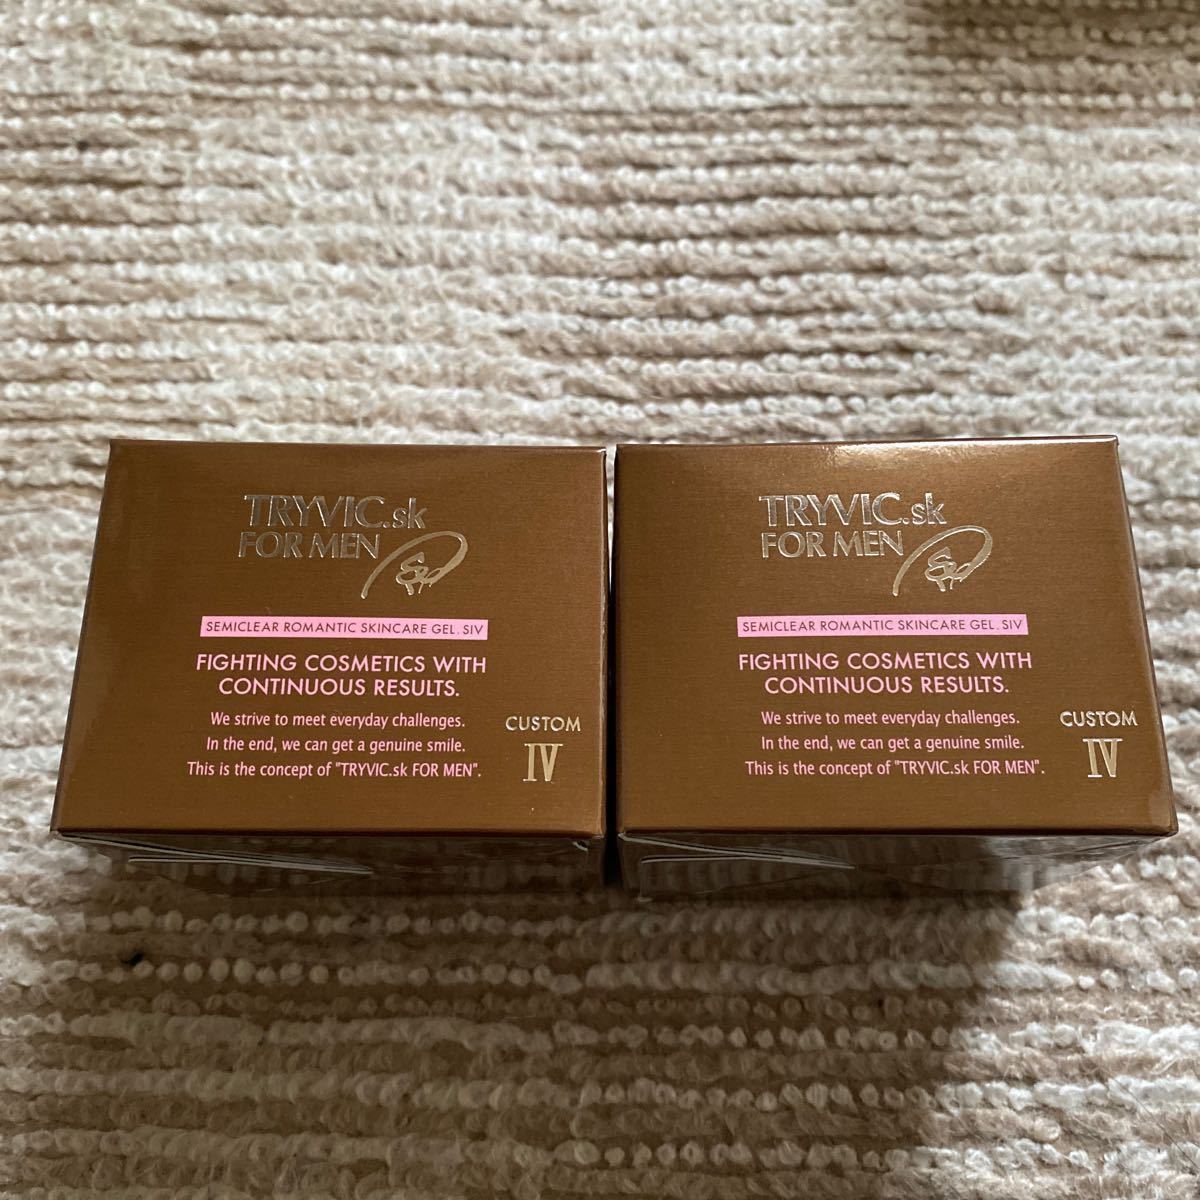 TRYVIC.sk
FOR MEN
SEMICLEAR ROMANTIC SKINCARE GEL. SIV
FIGHTING COSMETICS WITH
CONTINUOUS RESULTS.
We strive to meet everyday challenges.
In the end, we can get a genuine smile.
This is the concept of "TRYVIC.sk FOR MEN".
CUSTOM
IV
TRYVIC.sk
FOR MEN
SEMICLEAR ROMANTIC SKINCARE GEL. SIV
FIGHTING COSMETICS WITH
CONTINUOUS RESULTS.
We strive to meet everyday challenges.
In the end, we can get a genuine smile.
This is the concept of "TRYVIC.sk FOR MEN".
CUSTOM
IV